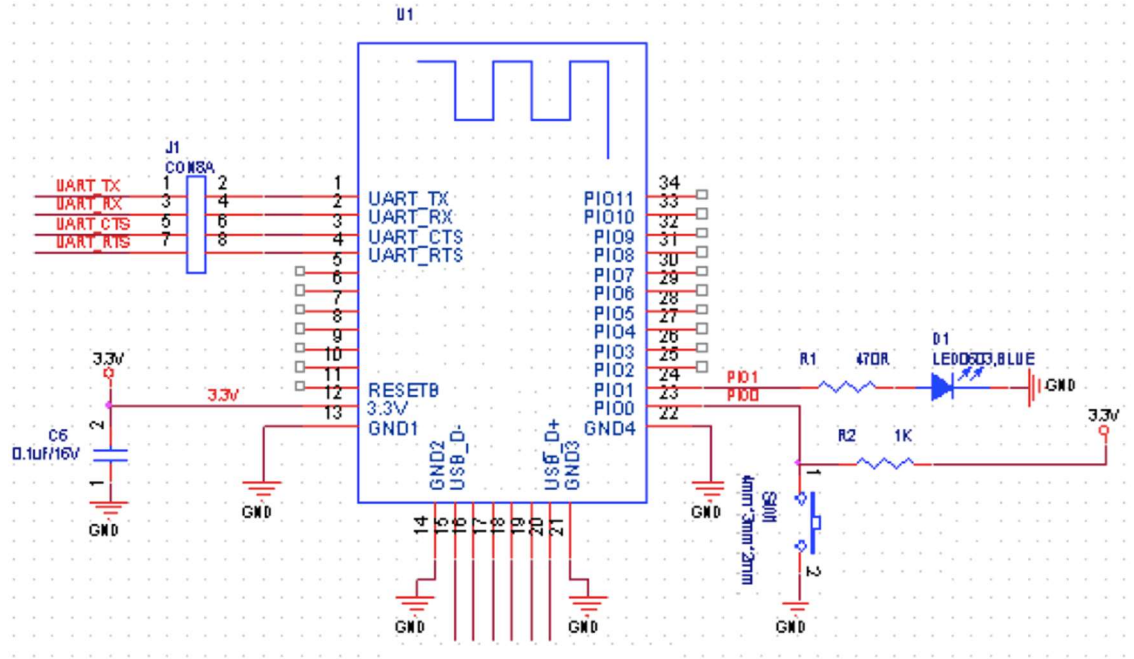 U1
J1
CON8A
UART_TX 1 2 1 UART_TX
UART_RX 3 4 2 UART_RX
UART_CTS 5 6 3 UART_CTS
UART_RTS 7 8 4 UART_RTS
5
6
7
8
9
10
11 RESETB
3.3V 12 3.3V
13 GND1
34 PIO11
33 PIO10
32 PIO9
31 PIO8
30 PIO7
29 PIO6
28 PIO5
27 PIO4
26 PIO3
25 PIO2
24 PIO1
23 PIO0
22 GND4
3.3V
2
C6
0.1uf/16V
1
GND
GND
GND2
USB_D-
USB_D+
GND3
14
15
16
17
18
19
20
21
GND
GND
GND
PIO1
PIO0
R1 470R
D1
LED0603,BLUE
GND
R2 1K
3.3V
1
4mm*3mm*2mm
2
GND